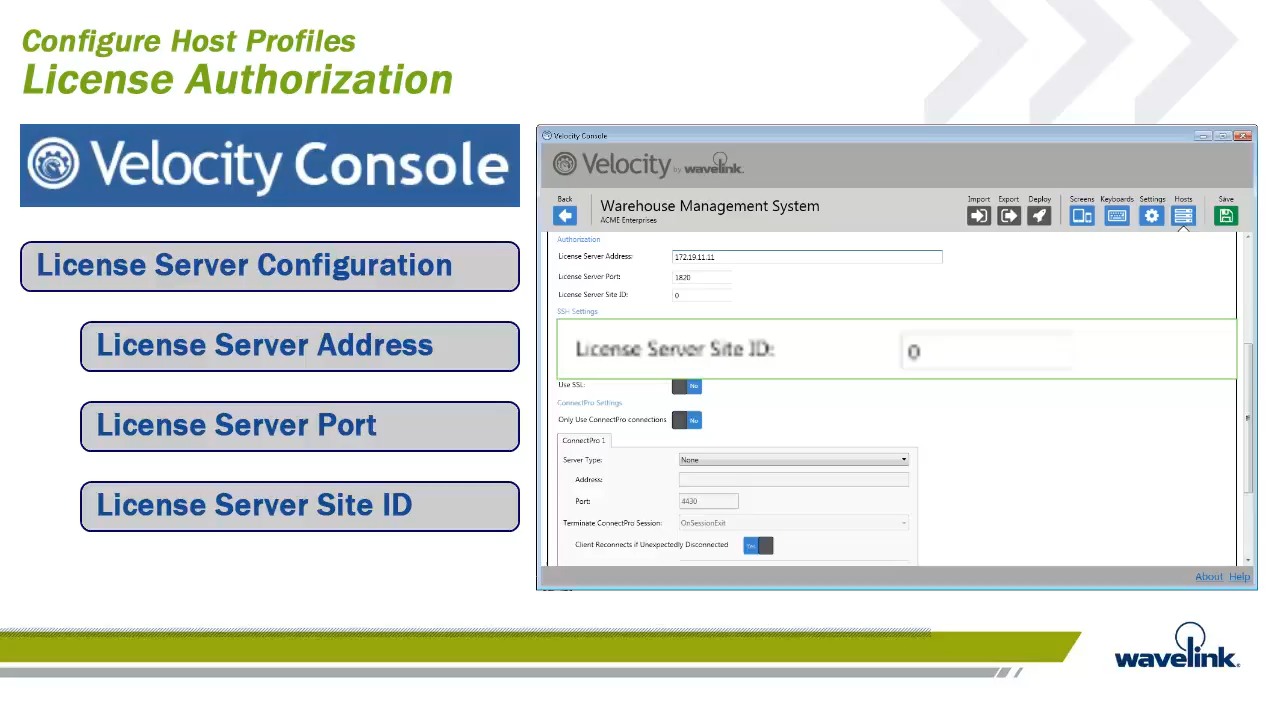 Configure Host Profiles
License Authorization
Velocity Console
License Server Configuration
License Server Address
License Server Port
License Server Site ID
Velocity Console
Velocity by wavelink.
Back
Warehouse Management System
ACME Enterprises
Import Export Deploy Screens Keyboards Settings Hosts Save
Authorization
License Server Address: 172.19.11.11
License Server Port: 1820
License Server Site ID: 0
SSH Settings
License Server Site ID: 0
Use SSL: No
ConnectPro Settings
Only Use ConnectPro connections No
ConnectPro 1
Server Type: None
Address:
Port: 4430
Terminate ConnectPro Session: OnSessionExit
Client Reconnects if Unexpectedly Disconnected Yes
About Help
wavelink